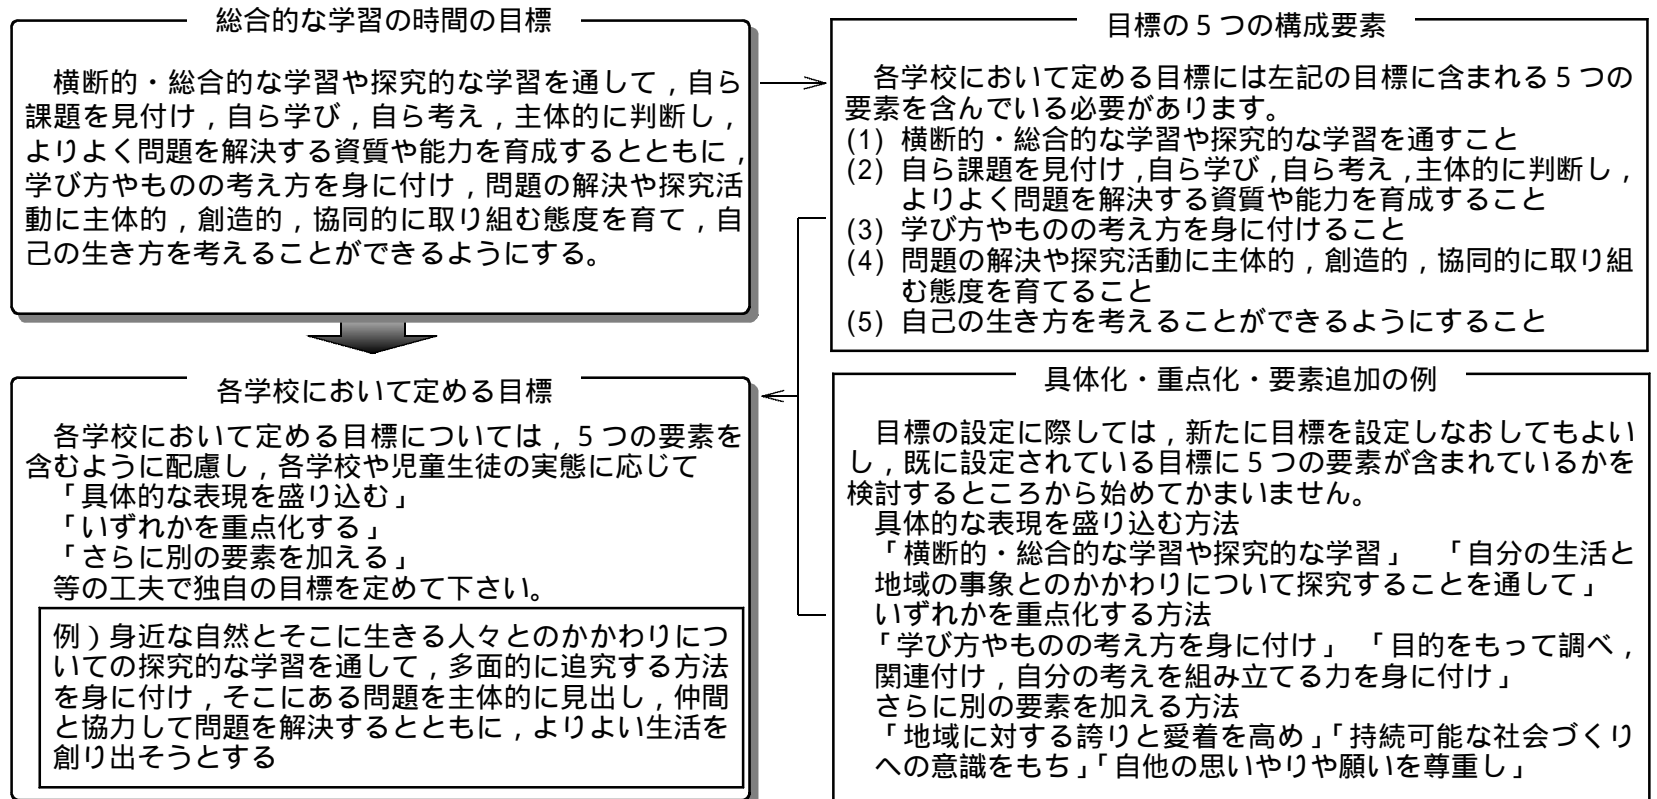 総合的な学習の時間の目標
横断的・総合的な学習や探究的な学習を通して，自ら
課題を見付け，自ら学び，自ら考え，主体的に判断し，
よりよく問題を解決する資質や能力を育成するとともに，
学び方やものの考え方を身に付け，問題の解決や探究活
動に主体的，創造的，協同的に取り組む態度を育て，自
己の生き方を考えることができるようにする。
目標の５つの構成要素
各学校において定める目標には左記の目標に含まれる５つの
要素を含んでいる必要があります。
(1) 横断的・総合的な学習や探究的な学習を通すこと
(2) 自ら課題を見付け，自ら学び，自ら考え，主体的に判断し，
よりよく問題を解決する資質や能力を育成すること
(3) 学び方やものの考え方を身に付けること
(4) 問題の解決や探究活動に主体的，創造的，協同的に取り組
む態度を育てること
(5) 自己の生き方を考えることができるようにすること
各学校において定める目標
各学校において定める目標については，５つの要素を
含むように配慮し，各学校や児童生徒の実態に応じて
「具体的な表現を盛り込む」
「いずれかを重点化する」
「さらに別の要素を加える」
等の工夫で独自の目標を定めて下さい。
例）身近な自然とそこに生きる人々とのかかわりにつ
いての探究的な学習を通して，多面的に追究する方法
を身に付け，そこにある問題を主体的に見出し，仲間
と協力して問題を解決するとともに，よりよい生活を
創り出そうとする
具体化・重点化・要素追加の例
目標の設定に際しては，新たに目標を設定しなおしてもよい
し，既に設定されている目標に５つの要素が含まれているかを
検討するところから始めてかまいません。
具体的な表現を盛り込む方法
「横断的・総合的な学習や探究的な学習」　「自分の生活と
地域の事象とのかかわりについて探究することを通して」
いずれかを重点化する方法
「学び方やものの考え方を身に付け」　「目的をもって調べ，
関連付け，自分の考えを組み立てる力を身に付け」
さらに別の要素を加える方法
「地域に対する誇りと愛着を高め」「持続可能な社会づくり
への意識をもち」「自他の思いやりや願いを尊重し」